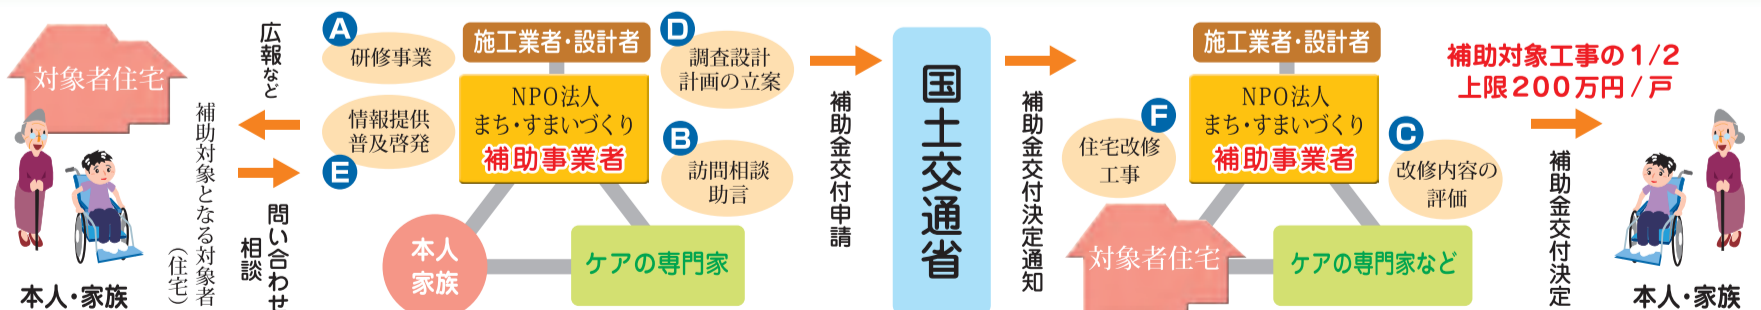 対象者住宅
本人・家族
補助対象となる対象者
（住宅）
広報など
問い合わせ
相談
A
研修事業
情報提供
普及啓発
E
施工業者・設計者
NPO法人
まち・すまいづくり
補助事業者
D
調査設計
計画の立案
B
訪問相談
助言
本人
家族
ケアの専門家
補助金交付申請
国土交通省
補助金交付決定通知
施工業者・設計者
NPO法人
まち・すまいづくり
補助事業者
F
住宅改修
工事
C
改修内容の
評価
対象者住宅
ケアの専門家など
補助対象工事の1/2
上限200万円/戸
補助金交付決定
本人・家族